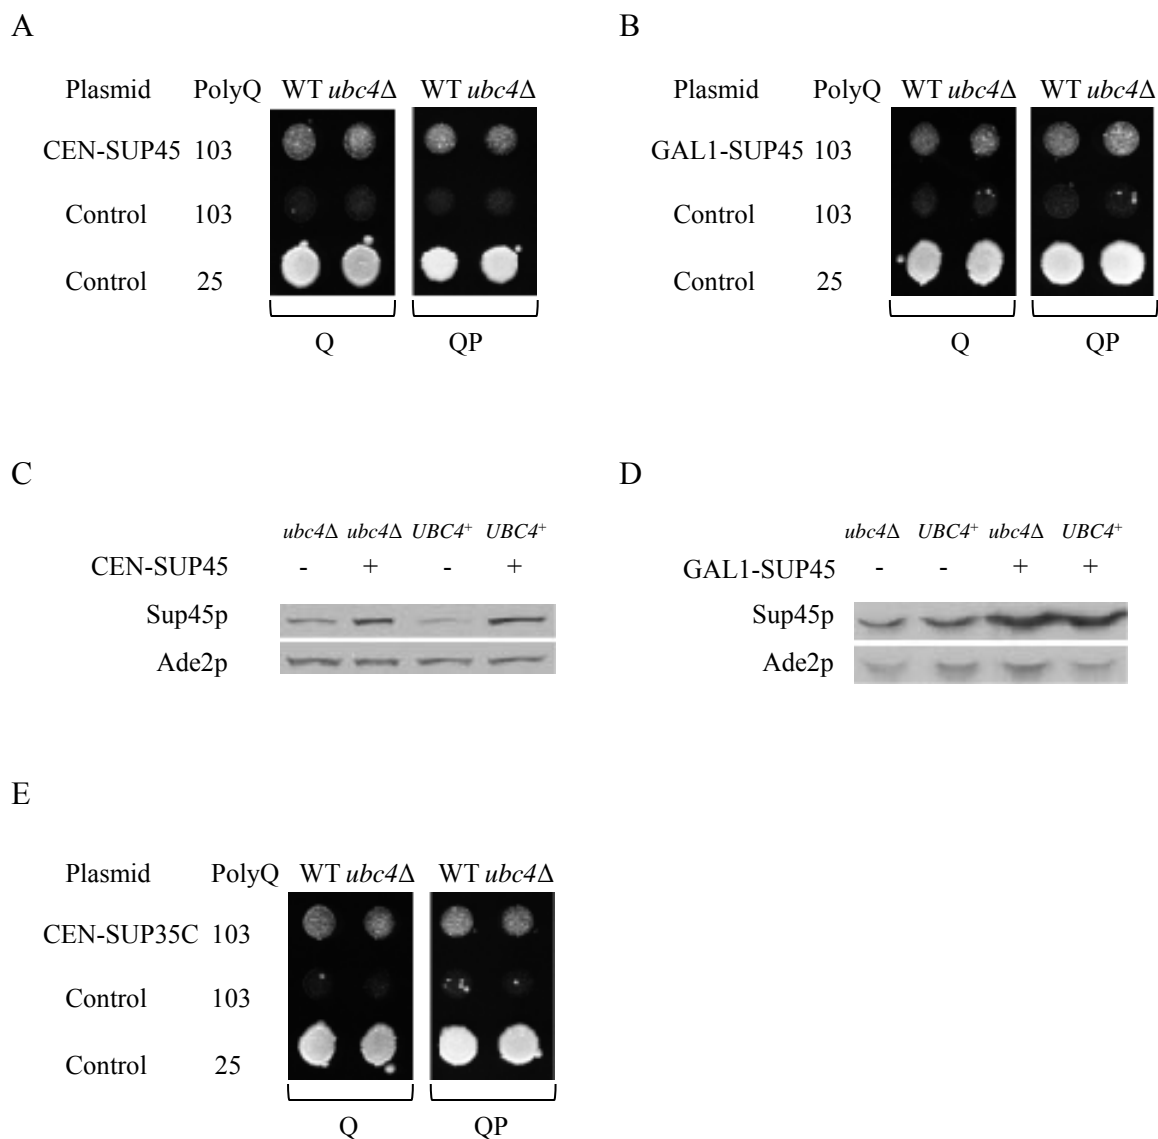 A
Plasmid PolyQ WT ubc4Δ WT ubc4Δ
CEN-SUP45 103
Control 103
Control 25
Q QP
B
Plasmid PolyQ WT ubc4Δ WT ubc4Δ
GAL1-SUP45 103
Control 103
Control 25
Q QP
C
ubc4Δ ubc4Δ UBC4⁺ UBC4⁺
CEN-SUP45 - + - +
Sup45p
Ade2p
D
ubc4Δ UBC4⁺ ubc4Δ UBC4⁺
GAL1-SUP45 - - + +
Sup45p
Ade2p
E
Plasmid PolyQ WT ubc4Δ WT ubc4Δ
CEN-SUP35C 103
Control 103
Control 25
Q QP